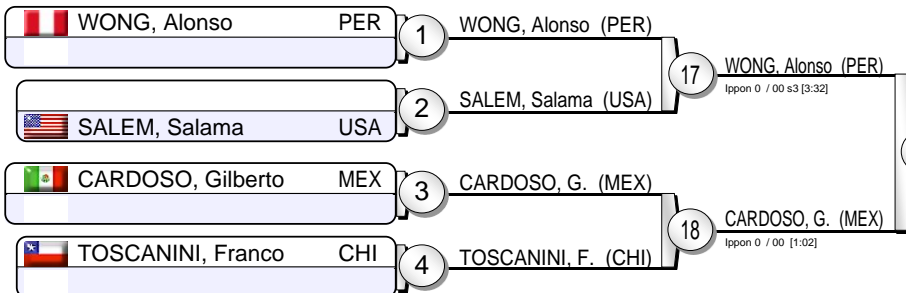 WONG, Alonso PER
1
WONG, Alonso (PER)
17
WONG, Alonso (PER)
Ippon 0 / 00 s3 [3:32]
2
SALEM, Salama (USA)
SALEM, Salama USA
CARDOSO, Gilberto MEX
3
CARDOSO, G. (MEX)
18
CARDOSO, G. (MEX)
Ippon 0 / 00 [1:02]
TOSCANINI, Franco CHI
4
TOSCANINI, F. (CHI)